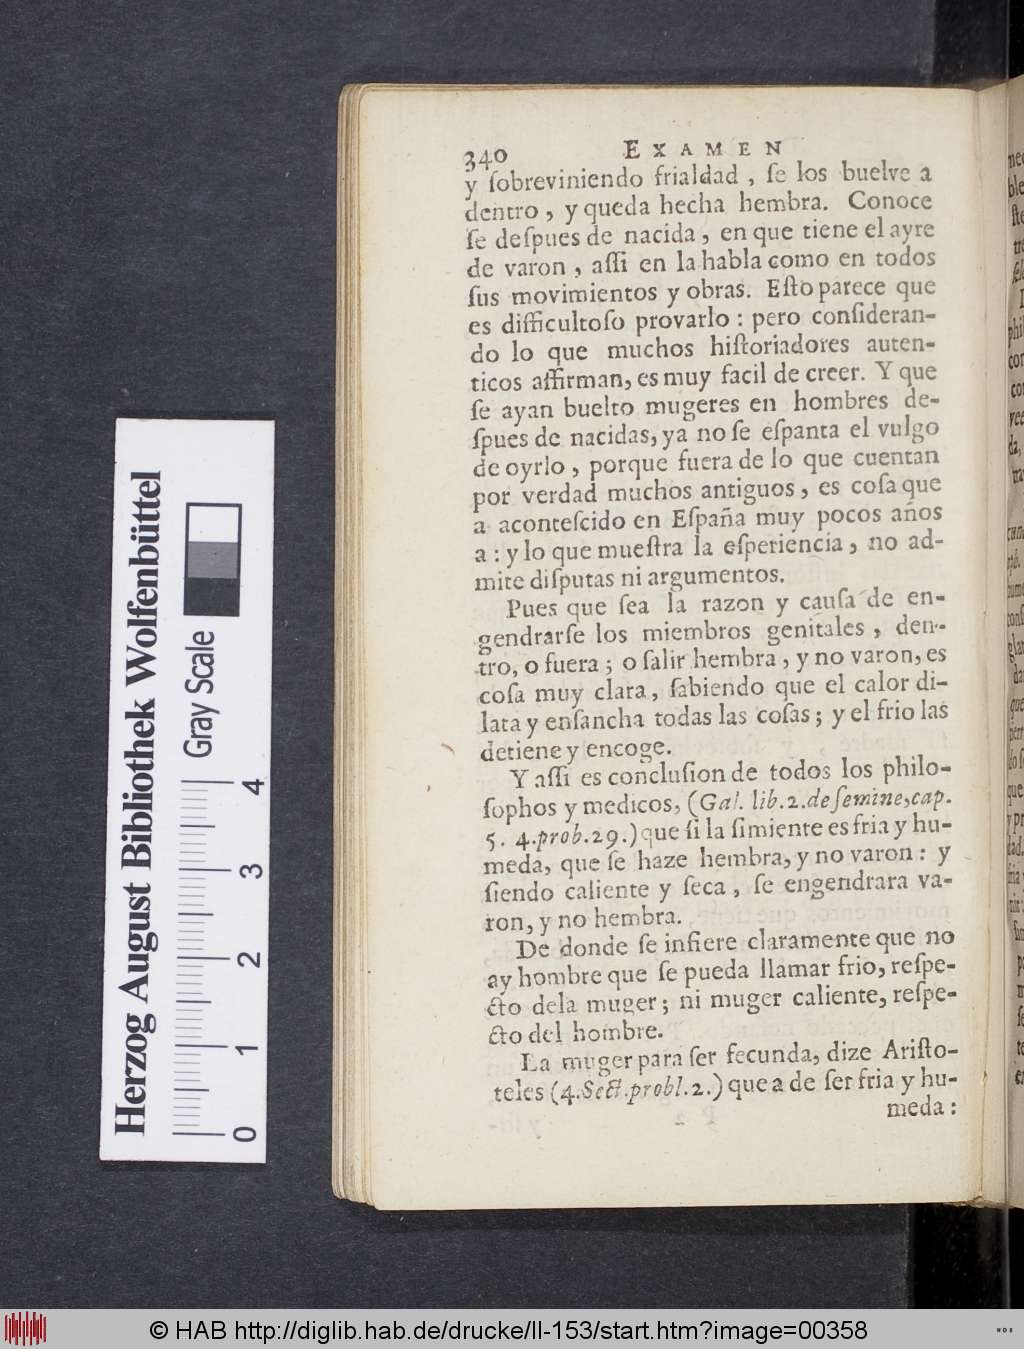 340 EXAMEN
y ſobreviniendo frialdad, ſe los buelve a
dentro, y queda hecha hembra. Conoce
ſe deſpues de nacida, en que tiene el ayre
de varon, aſſi en la habla como en todos
ſus movimientos y obras. Eſto parece que
es difficultoſo provarlo: pero conſideran-
do lo que muchos hiſtoriadores auten-
ticos affirman, es muy facil de creer. Y que
ſe ayan buelto mugeres en hombres de-
ſpues de nacidas, ya no ſe eſpanta el vulgo
de oyrlo, porque fuera de lo que cuentan
por verdad muchos antiguos, es coſa que
a aconteſcido en Eſpaña muy pocos años
a: y lo que mueſtra la eſperiencia, no ad-
mite diſputas ni argumentos.
Pues que ſea la razon y cauſa de en-
gendrarſe los miembros genitales, den-
tro, o fuera; o ſalir hembra, y no varon, es
coſa muy clara, ſabiendo que el calor di-
lata y enſancha todas las coſas; y el frio las
detiene y encoge.
Y aſſi es concluſion de todos los philo-
ſophos y medicos, (Gal. lib.2.de ſemine,cap.
5. 4.prob.29.) que ſi la ſimiente es fria y hu-
meda, que ſe haze hembra, y no varon: y
ſiendo caliente y ſeca, ſe engendrara va-
ron, y no hembra.
De donde ſe infiere claramente que no
ay hombre que ſe pueda llamar frio, reſpe-
cto dela muger; ni muger caliente, reſpe-
cto del hombre.
La muger para ſer fecunda, dize Ariſto-
teles (4.Sect.probl.2.) que a de ſer fria y hu-
meda:
Herzog August Bibliothek Wolfenbüttel
Gray Scale
0 1 2 3 4
© HAB http://diglib.hab.de/drucke/ll-153/start.htm?image=00358